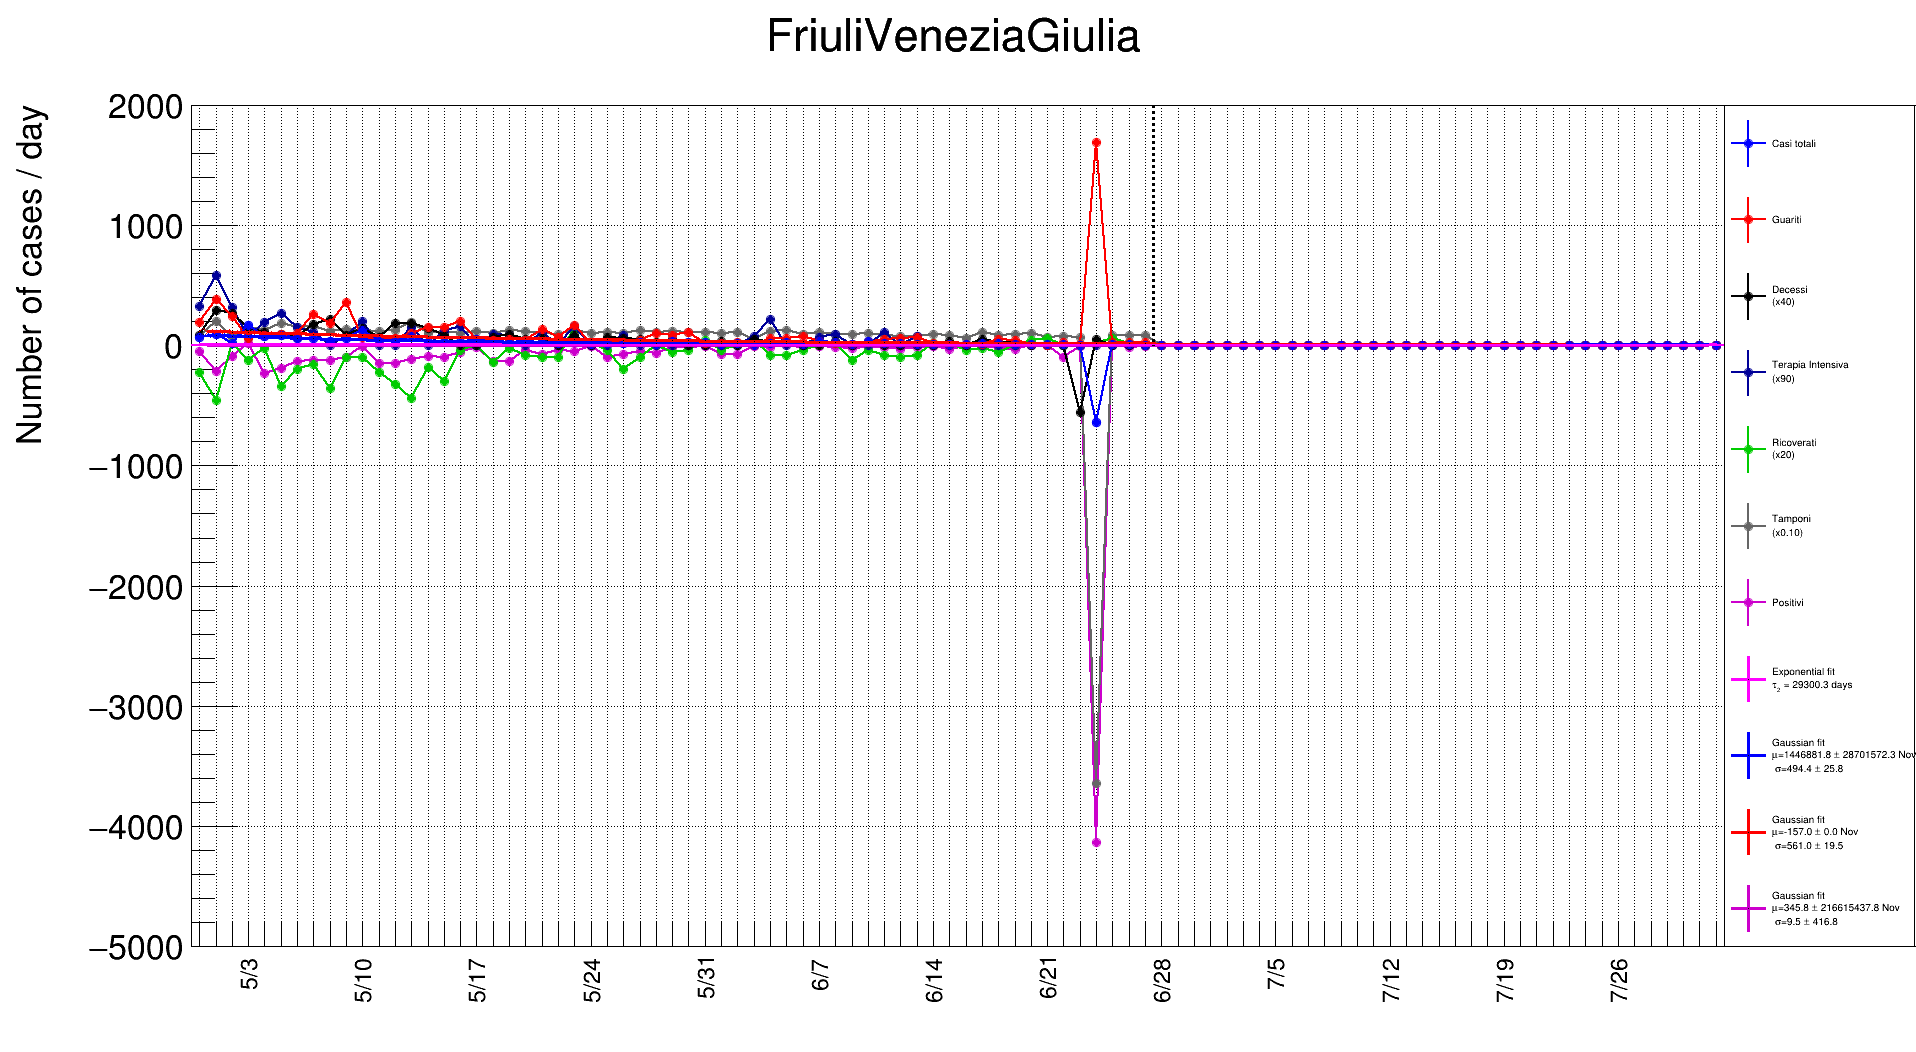 FriuliVeneziaGiulia
Number of cases / day
2000
1000
0
−1000
−2000
−3000
−4000
−5000
5/3
5/10
5/17
5/24
5/31
6/7
6/14
6/21
6/28
7/5
7/12
7/19
7/26
Casi totali
Guariti
Decessi
(x40)
Terapia Intensiva
(x90)
Ricoverati
(x20)
Tamponi
(x0.10)
Positivi
Exponential fit
τ₂ = 29300.3 days
Gaussian fit
μ=1446881.8 ± 28701572.3 Nov
σ=494.4 ± 25.8
Gaussian fit
μ=-157.0 ± 0.0 Nov
σ=561.0 ± 19.5
Gaussian fit
μ=345.8 ± 216615437.8 Nov
σ=9.5 ± 416.8